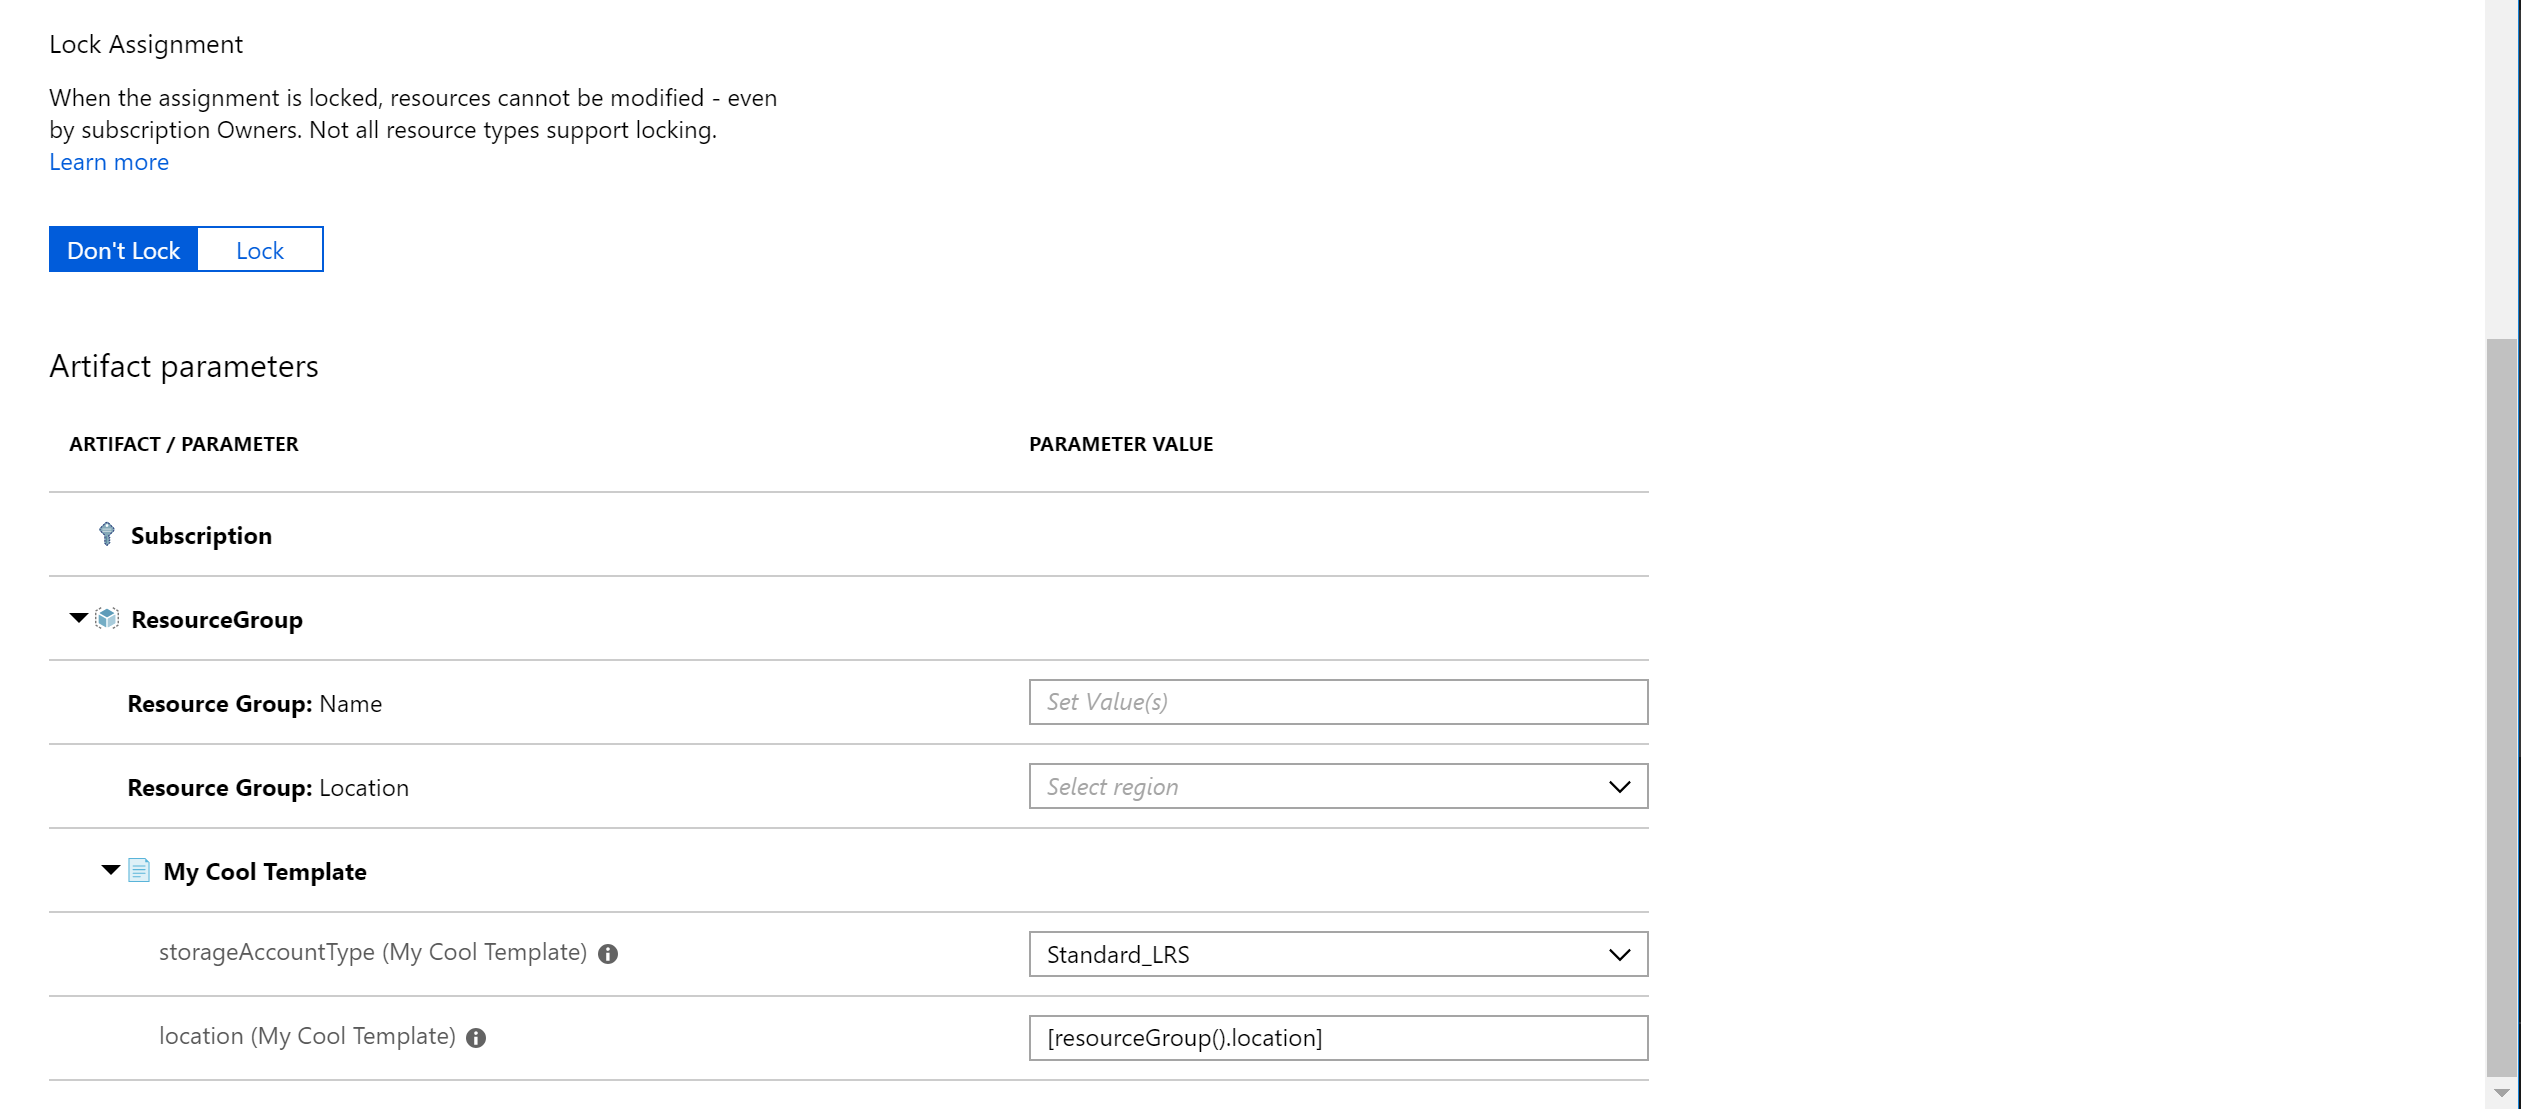 Lock Assignment
When the assignment is locked, resources cannot be modified - even
by subscription Owners. Not all resource types support locking.
Learn more
Don't Lock
Lock
Artifact parameters
ARTIFACT / PARAMETER
PARAMETER VALUE
Subscription
ResourceGroup
Resource Group: Name
Set Value(s)
Resource Group: Location
Select region
My Cool Template
storageAccountType (My Cool Template)
Standard_LRS
location (My Cool Template)
[resourceGroup().location]